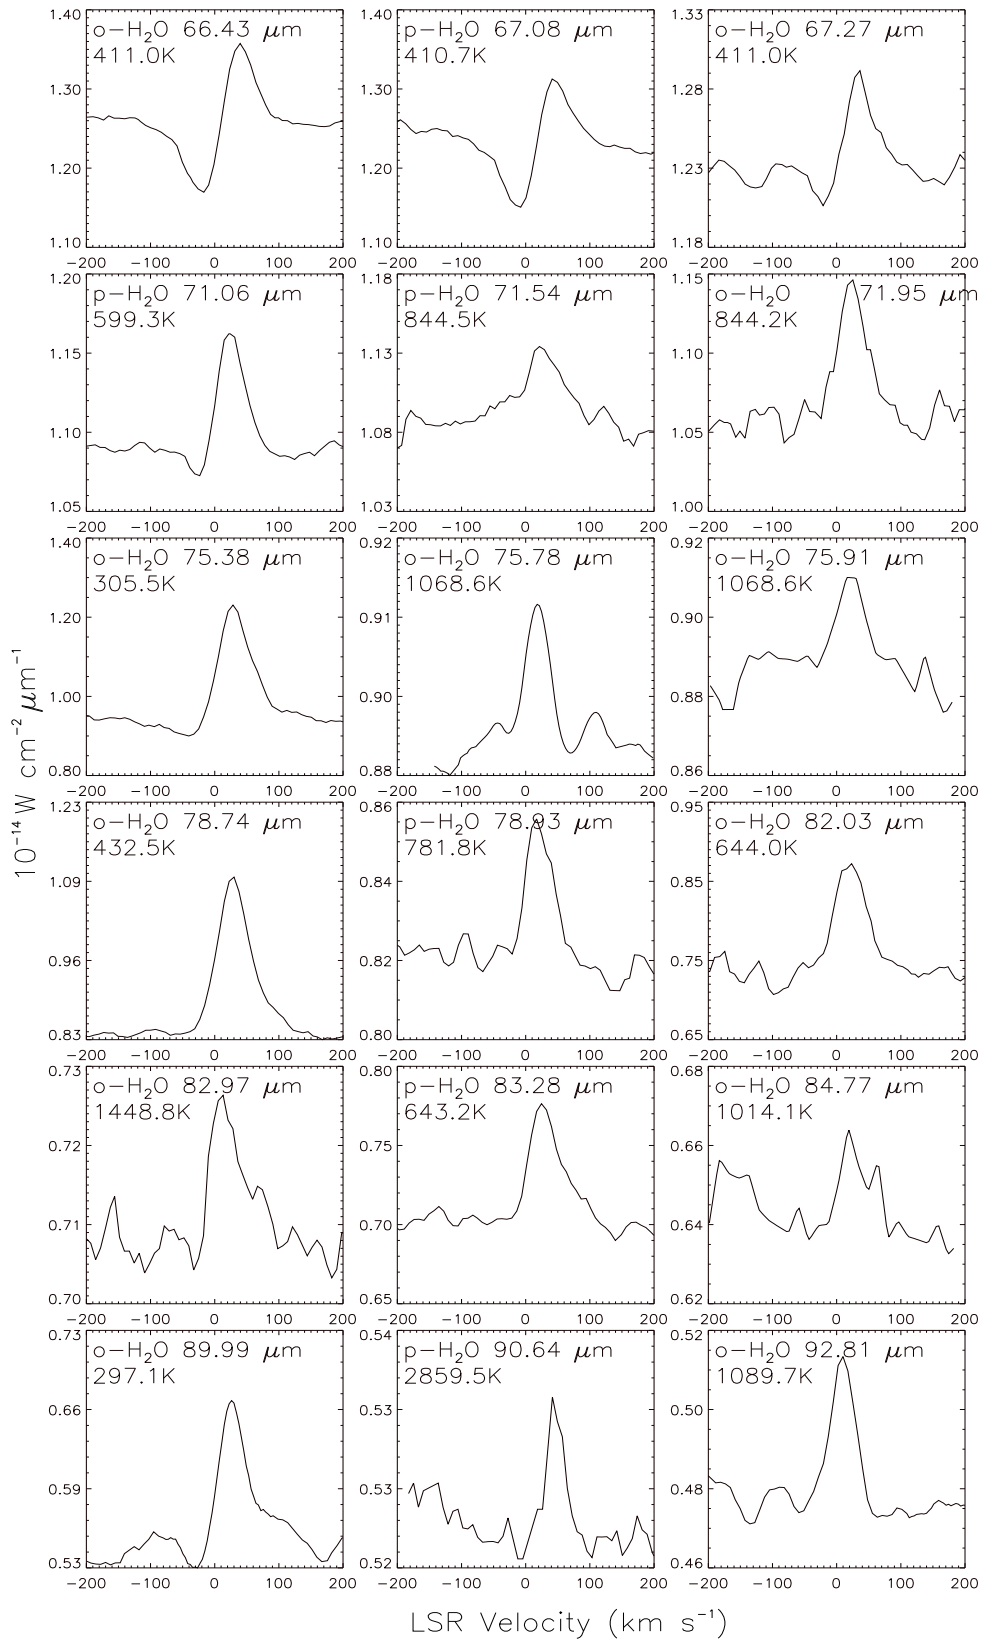 o-H₂O 66.43 μm
411.0K
1.40
1.30
1.20
1.10
-200 -100 0 100 200
p-H₂O 67.08 μm
410.7K
1.40
1.30
1.20
1.10
-200 -100 0 100 200
o-H₂O 67.27 μm
411.0K
1.33
1.28
1.23
1.18
-200 -100 0 100 200
p-H₂O 71.06 μm
599.3K
1.20
1.15
1.10
1.05
-200 -100 0 100 200
p-H₂O 71.54 μm
844.5K
1.18
1.13
1.08
1.03
-200 -100 0 100 200
o-H₂O 71.95 μm
844.2K
1.15
1.10
1.05
1.00
-200 -100 0 100 200
o-H₂O 75.38 μm
305.5K
1.40
1.20
1.00
0.80
-200 -100 0 100 200
o-H₂O 75.78 μm
1068.6K
0.92
0.91
0.90
0.88
-200 -100 0 100 200
o-H₂O 75.91 μm
1068.6K
0.92
0.90
0.88
0.86
-200 -100 0 100 200
o-H₂O 78.74 μm
432.5K
1.23
1.09
0.96
0.83
-200 -100 0 100 200
p-H₂O 78.93 μm
781.8K
0.86
0.84
0.82
0.80
-200 -100 0 100 200
o-H₂O 82.03 μm
644.0K
0.95
0.85
0.75
0.65
-200 -100 0 100 200
o-H₂O 82.97 μm
1448.8K
0.73
0.72
0.71
0.70
-200 -100 0 100 200
p-H₂O 83.28 μm
643.2K
0.80
0.75
0.70
0.65
-200 -100 0 100 200
o-H₂O 84.77 μm
1014.1K
0.68
0.66
0.64
0.62
-200 -100 0 100 200
o-H₂O 89.99 μm
297.1K
0.73
0.66
0.59
0.53
-200 -100 0 100 200
p-H₂O 90.64 μm
2859.5K
0.54
0.53
0.53
0.52
-200 -100 0 100 200
o-H₂O 92.81 μm
1089.7K
0.52
0.50
0.48
0.46
-200 -100 0 100 200
10⁻¹⁴ W cm⁻² μm⁻¹
LSR Velocity (km s⁻¹)